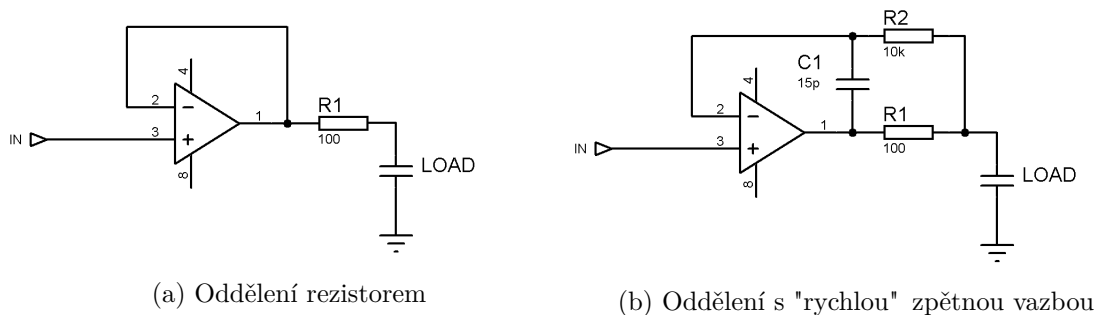 4
2
3
1
8
IN
R1
100
LOAD
(a) Oddělení rezistorem
R2
10k
C1
15p
4
2
3
1
8
IN
R1
100
LOAD
(b) Oddělení s "rychlou" zpětnou vazbou